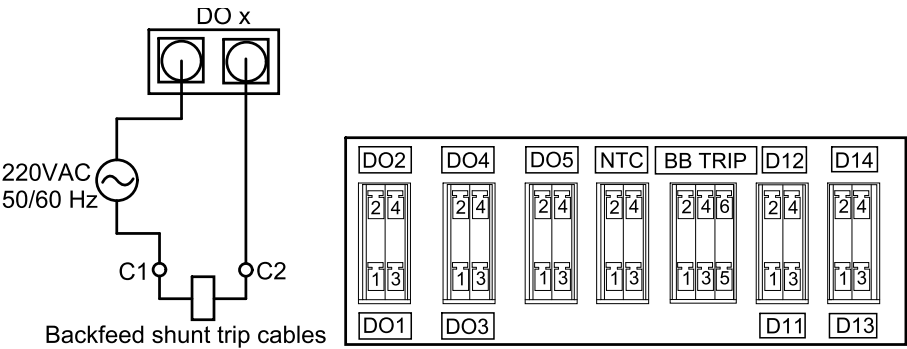 DO x
220VAC
50/60 Hz
C1 C2
Backfeed shunt trip cables
DO2 DO4 DO5 NTC BB TRIP D12 D14
2 4 2 4 2 4 2 4 2 4 6 2 4 2 4
1 3 1 3 1 3 1 3 1 3 5 1 3 1 3
DO1 DO3 D11 D13